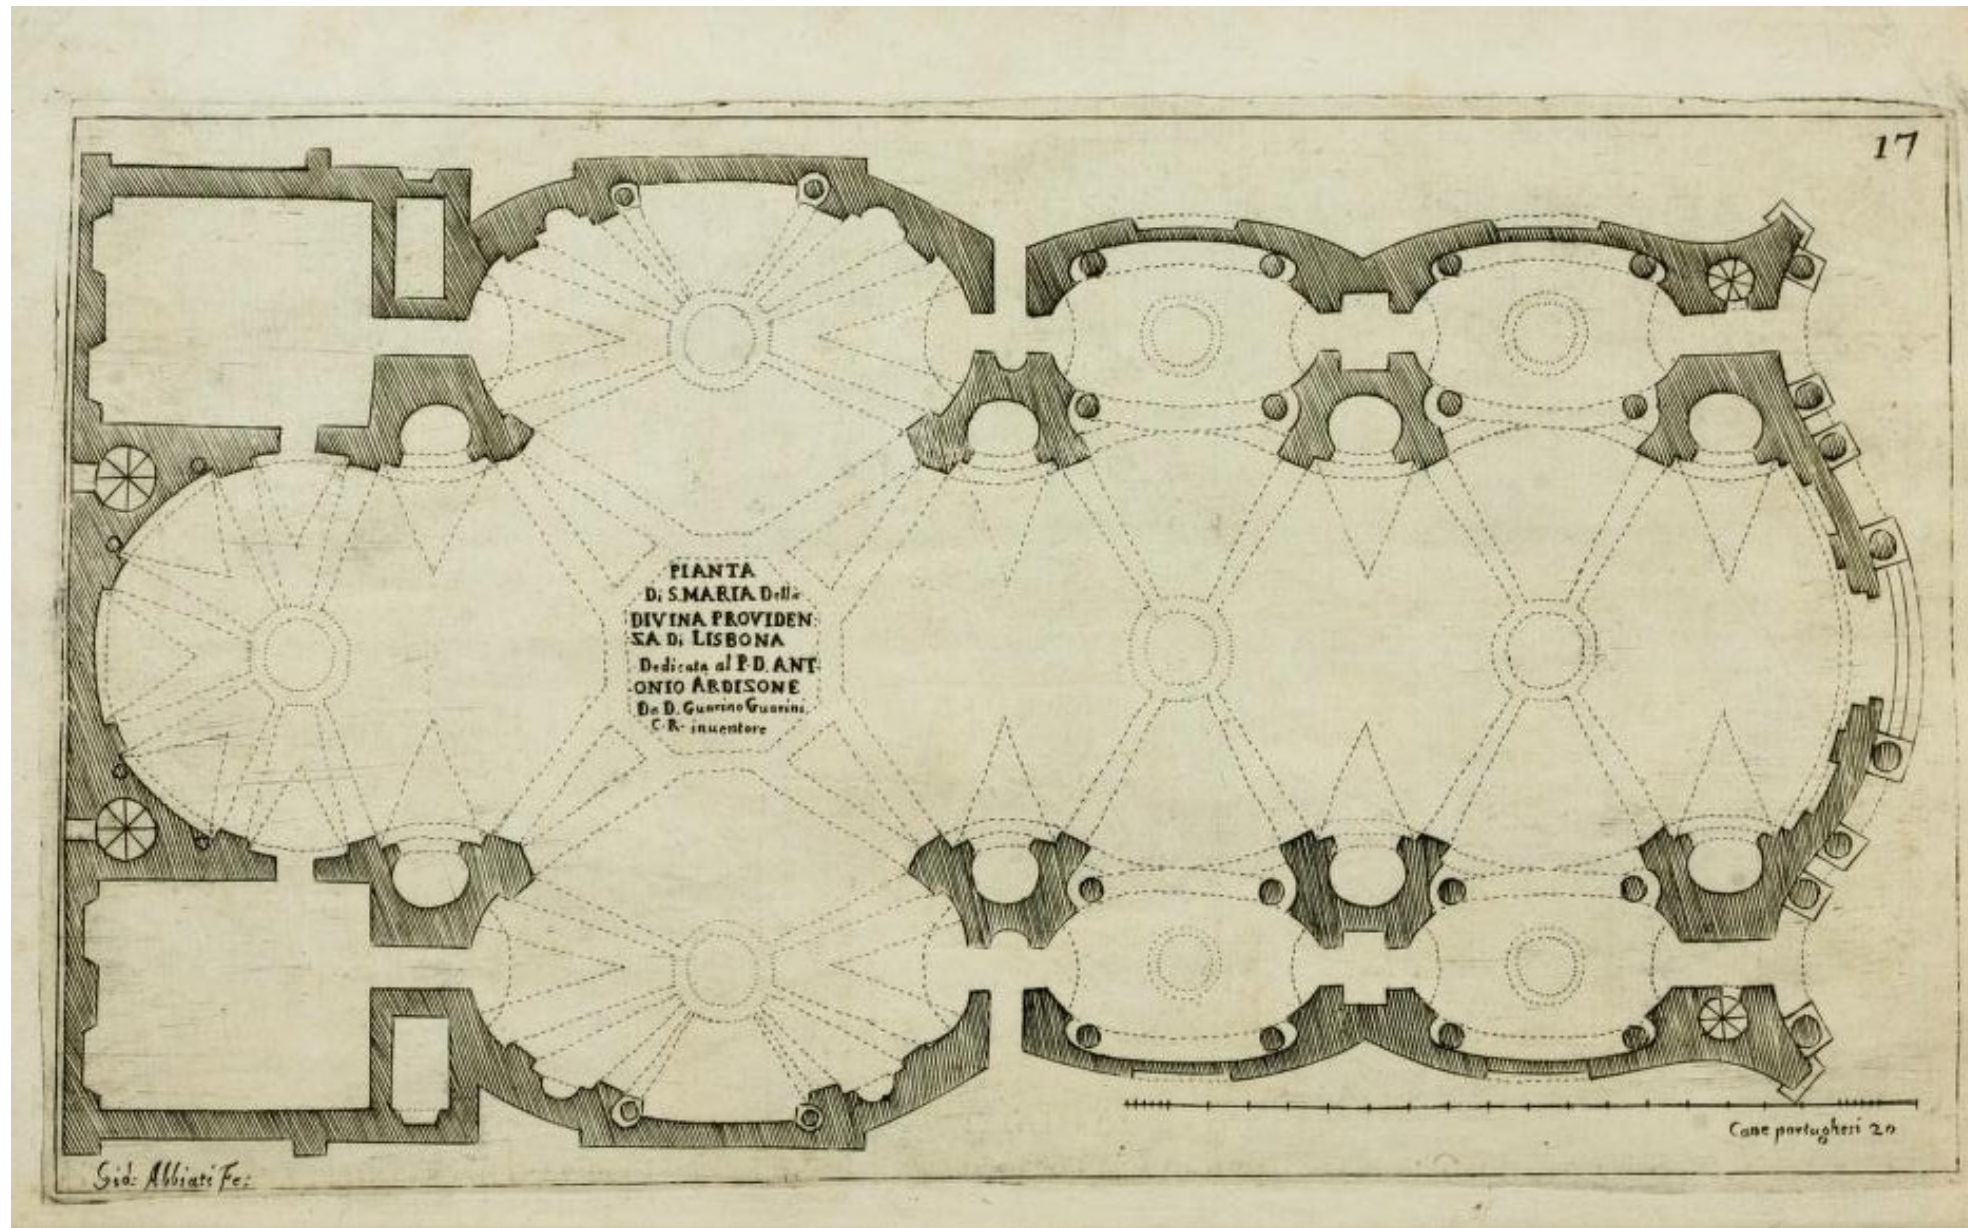 17
PIANTA
Di S.MARIA Della
DIVINA PROVIDEN:
ZA Di LISBONA
Dedicata al P.D. ANT-
ONIO ARDIZONE
Da D. Guarino Guarini.
C.R. inuentore
Cane portughesi 20
Gio: Abbiati Fe: